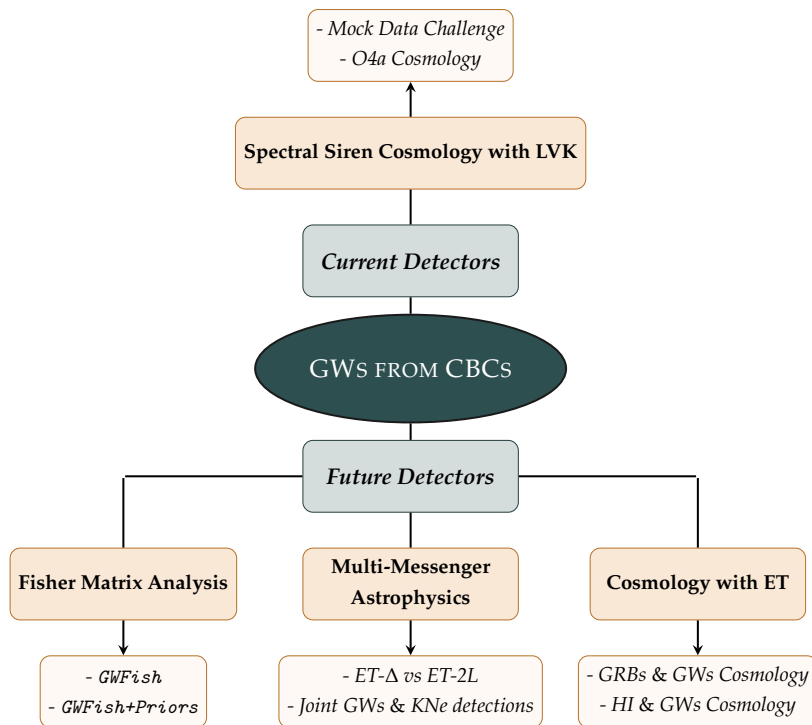 - Mock Data Challenge
- O4a Cosmology
Spectral Siren Cosmology with LVK
Current Detectors
GWs from CBCs
Future Detectors
Fisher Matrix Analysis
Multi-Messenger
Astrophysics
Cosmology with ET
- GWFish
- GWFish+Priors
- ET-Δ vs ET-2L
- Joint GWs & KNe detections
- GRBs & GWs Cosmology
- HI & GWs Cosmology